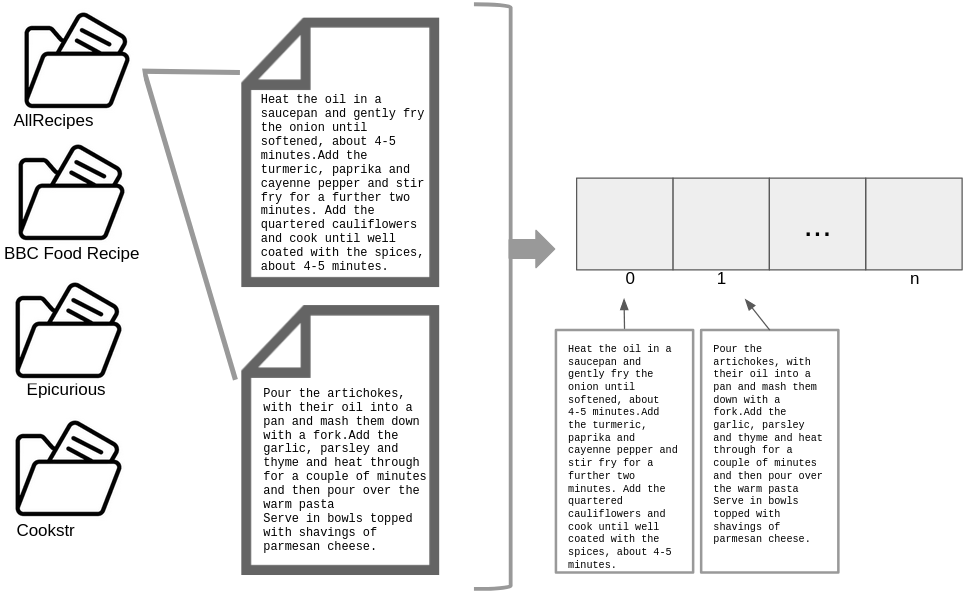 AllRecipes
BBC Food Recipe
Epicurious
Cookstr
Heat the oil in a
saucepan and gently fry
the onion until
softened, about 4-5
minutes.Add the
turmeric, paprika and
cayenne pepper and stir
fry for a further two
minutes. Add the
quartered cauliflowers
and cook until well
coated with the spices,
about 4-5 minutes.
Pour the artichokes,
with their oil into a
pan and mash them down
with a fork.Add the
garlic, parsley and
thyme and heat through
for a couple of minutes
and then pour over the
warm pasta
Serve in bowls topped
with shavings of
parmesan cheese.
...
0 1 n
Heat the oil in a
saucepan and
gently fry the
onion until
softened, about
4-5 minutes.Add
the turmeric,
paprika and
cayenne pepper and
stir fry for a
further two
minutes. Add the
quartered
cauliflowers and
cook until well
coated with the
spices, about 4-5
minutes.
Pour the
artichokes, with
their oil into a
pan and mash them
down with a
fork.Add the
garlic, parsley
and thyme and heat
through for a
couple of minutes
and then pour over
the warm pasta
Serve in bowls
topped with
shavings of
parmesan cheese.